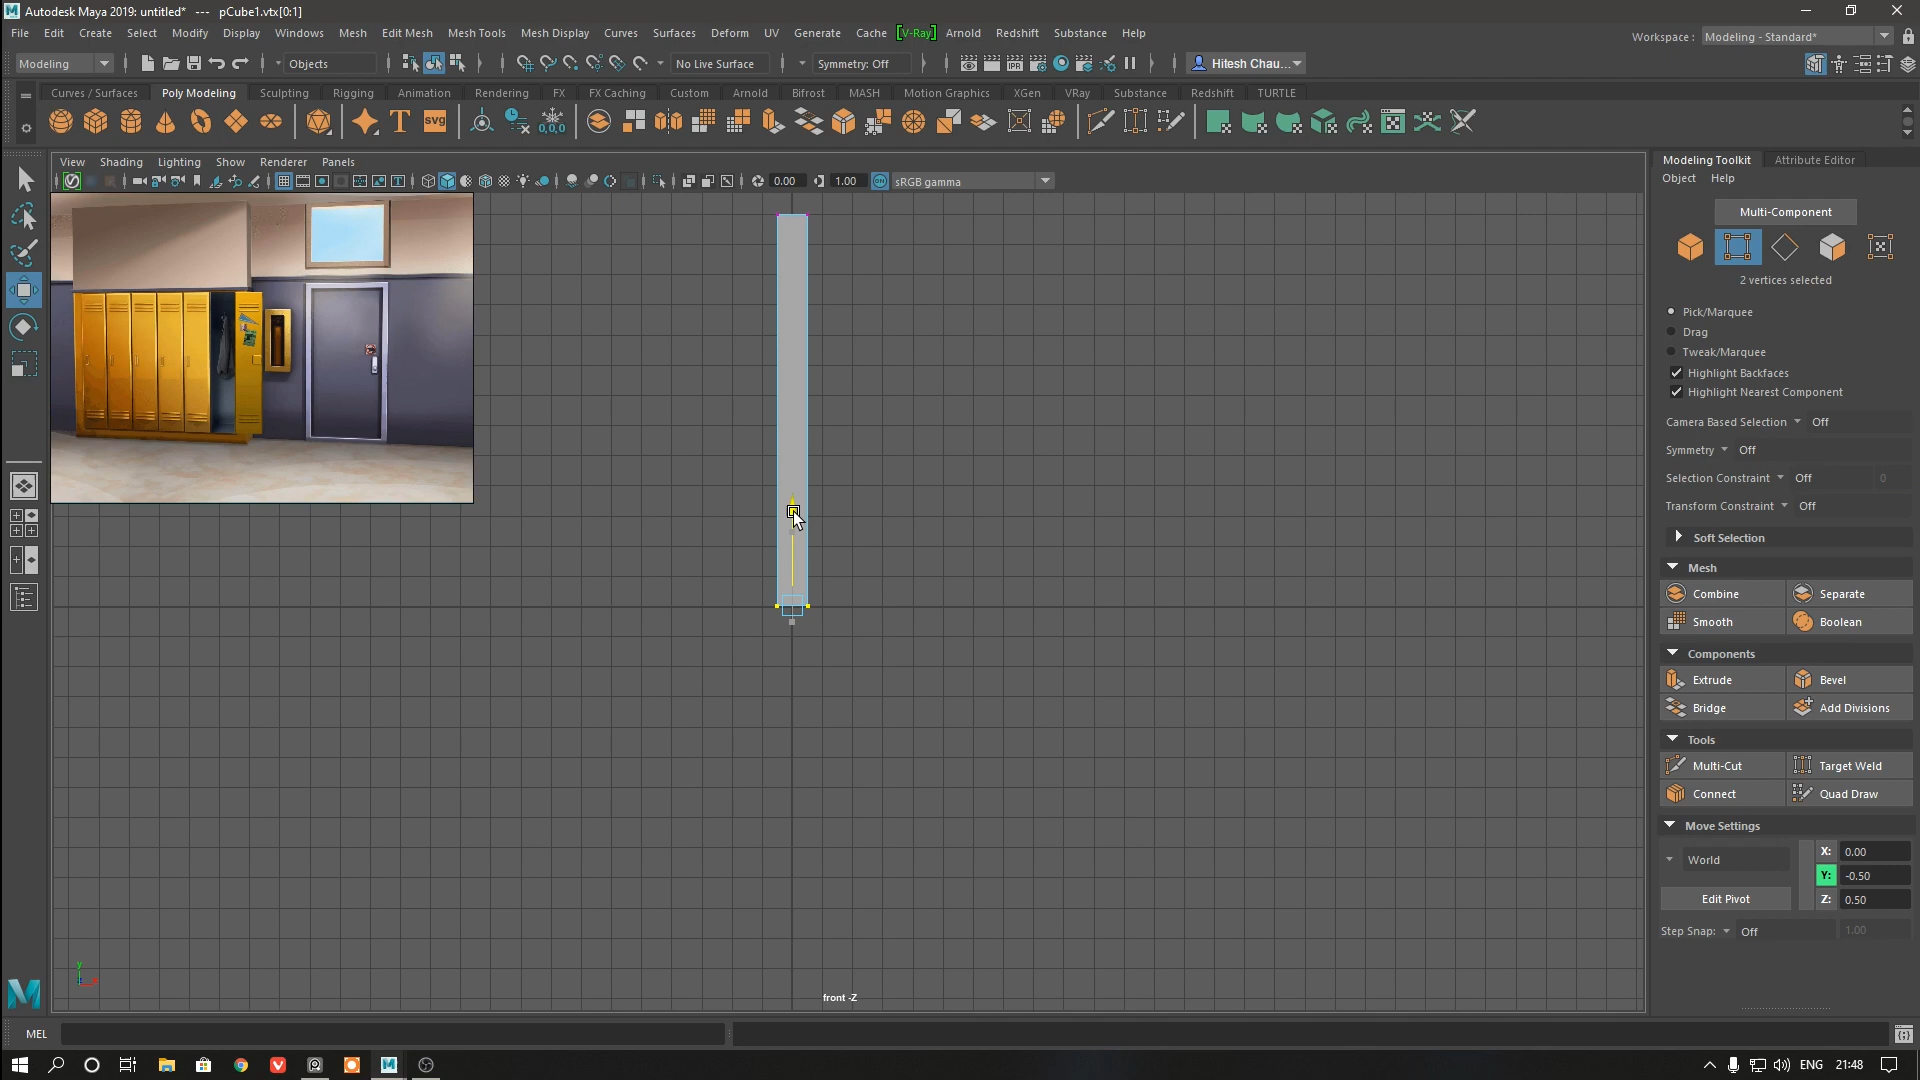 Autodesk Maya 2019: untitled* --- pCube1.vtx[0:1]
File Edit Create Select Modify Display Windows Mesh Edit Mesh Mesh Tools Mesh Display Curves Surfaces Deform UV Generate Cache [V-Ray] Arnold Redshift Substance Help
Workspace : Modeling - Standard*
Modeling Objects No Live Surface Symmetry: Off Hitesh Chau...
Curves / Surfaces Poly Modeling Sculpting Rigging Animation Rendering FX FX Caching Custom Arnold Bifrost MASH Motion Graphics XGen VRay Substance Redshift TURTLE
T SVG 0,0,0
View Shading Lighting Show Renderer Panels
0.00 1.00 ON sRGB gamma
front -Z
y
Modeling Toolkit Attribute Editor
Object Help
Multi-Component
2 vertices selected
Pick/Marquee
Drag
Tweak/Marquee
Highlight Backfaces
Highlight Nearest Component
Camera Based Selection Off
Symmetry Off
Selection Constraint Off 0
Transform Constraint Off
Soft Selection
Mesh
Combine Separate
Smooth Boolean
Components
Extrude Bevel
Bridge Add Divisions
Tools
Multi-Cut Target Weld
Connect Quad Draw
Move Settings
World X: 0.00
Y: -0.50
Edit Pivot Z: 0.50
Step Snap: Off 1.00
MEL
ENG 21:48